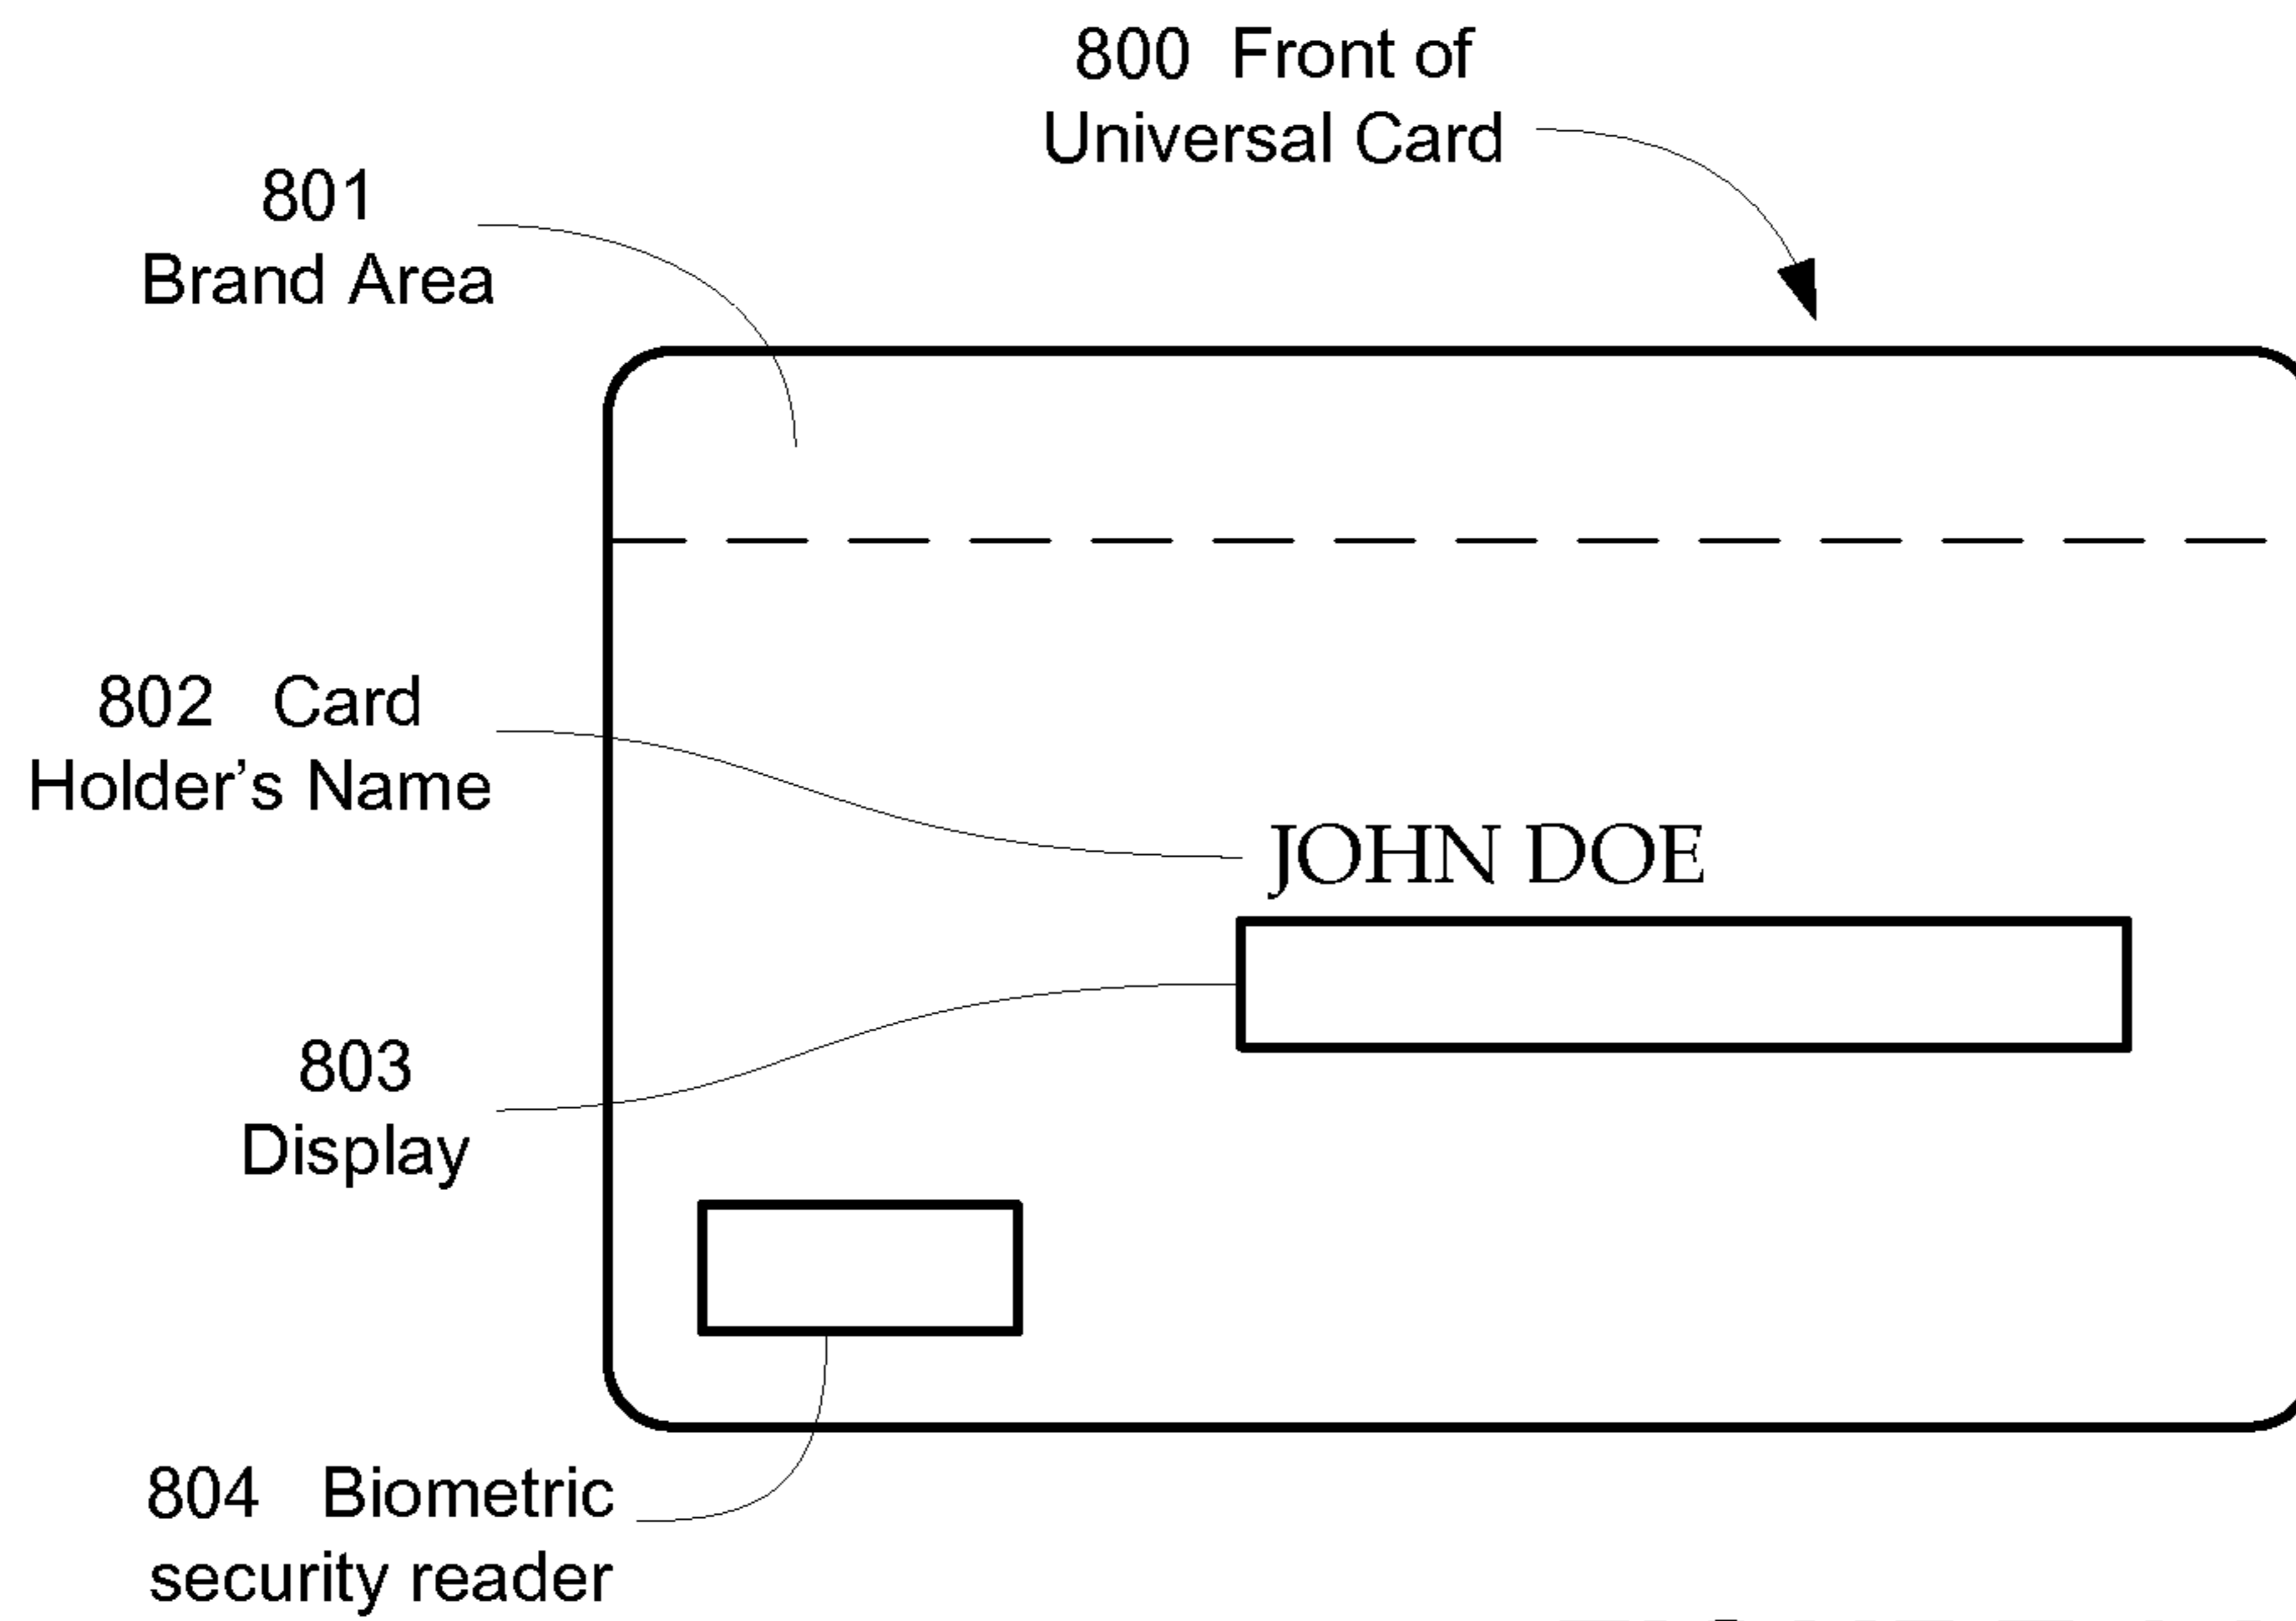 800 Front of
Universal Card
801
Brand Area
802 Card
Holder’s Name
JOHN DOE
803
Display
804 Biometric
security reader